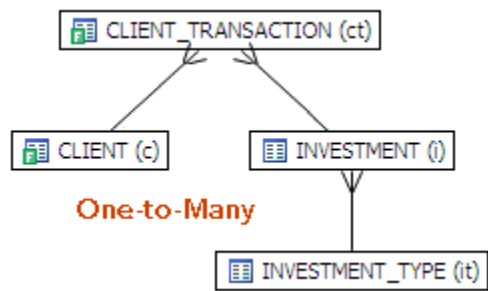 CLIENT_TRANSACTION (ct)
CLIENT (c)
INVESTMENT (i)
One-to-Many
INVESTMENT_TYPE (it)